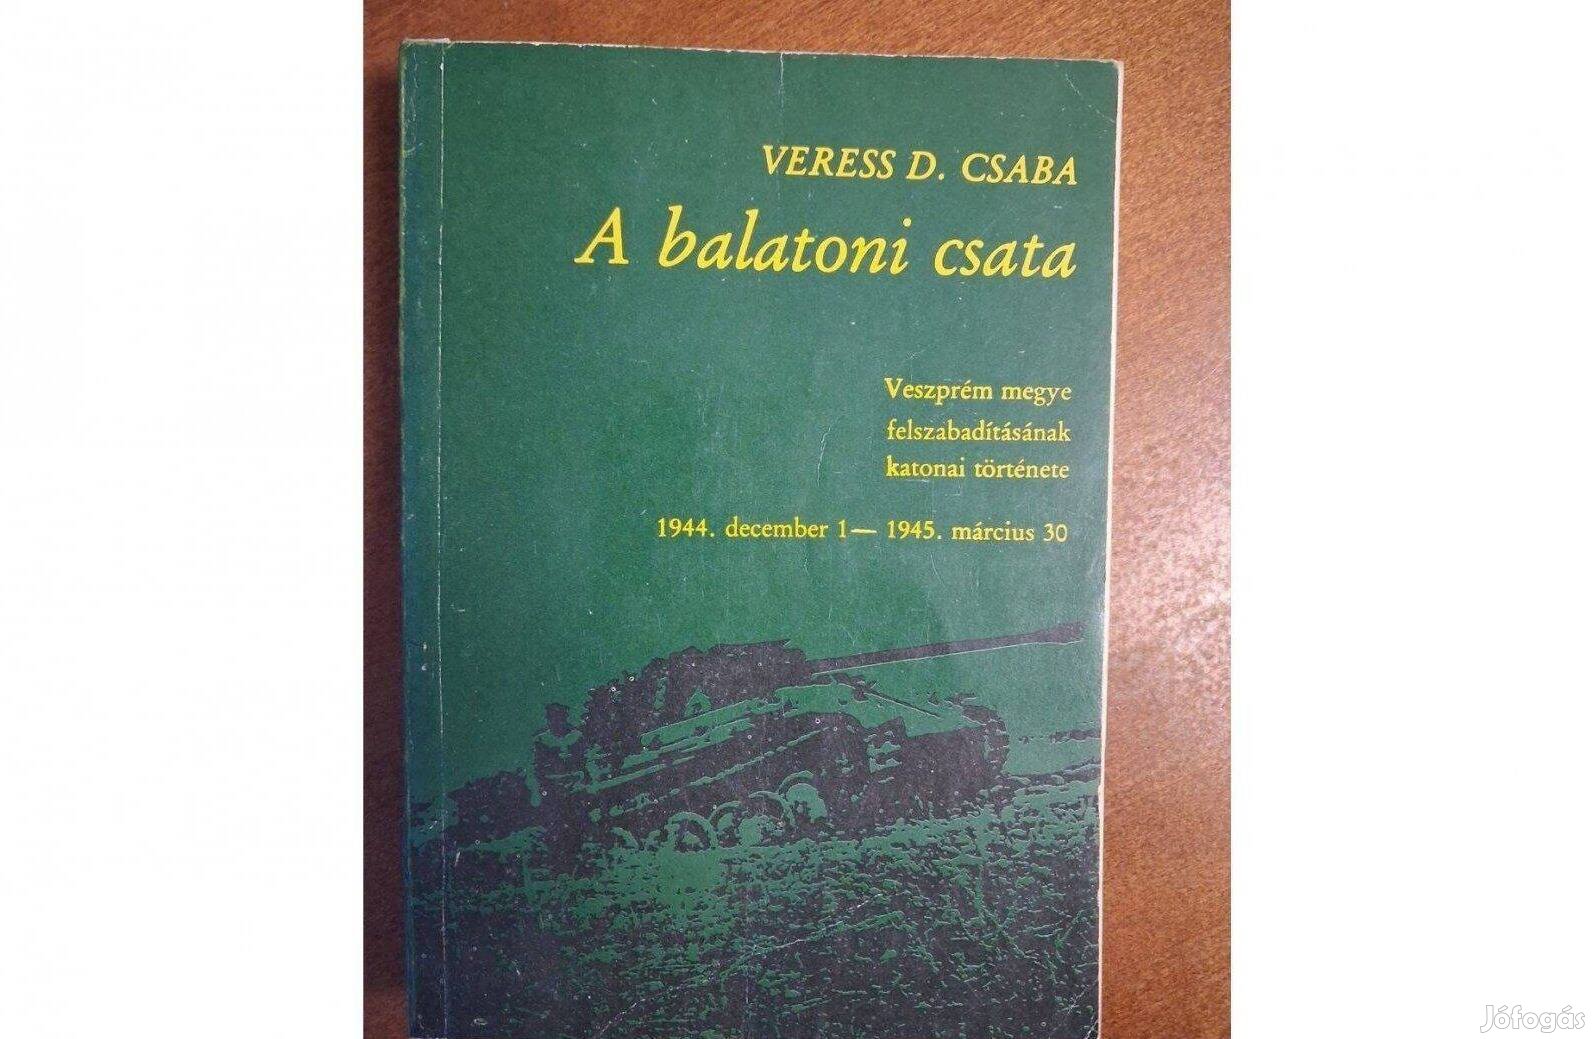 VERESS D. CSABA
A balatoni csata
Veszprém megye
felszabadításának
katonai története
1944. december 1— 1945. március 30
Jófogás